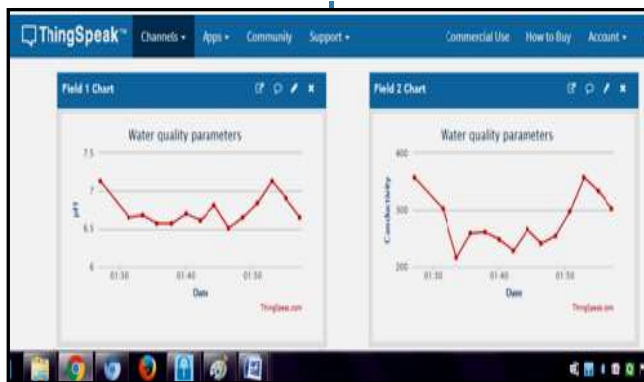 ThingSpeak™ Channels Apps Community Support Commercial Use How to Buy Account
Field 1 Chart
Water quality parameters
7.5
7
6.5
6
pH
01:30 01:40 01:50
Date
ThingSpeak.com
Field 2 Chart
Water quality parameters
400
300
200
Conductivity
01:30 01:40 01:50
Date
ThingSpeak.com